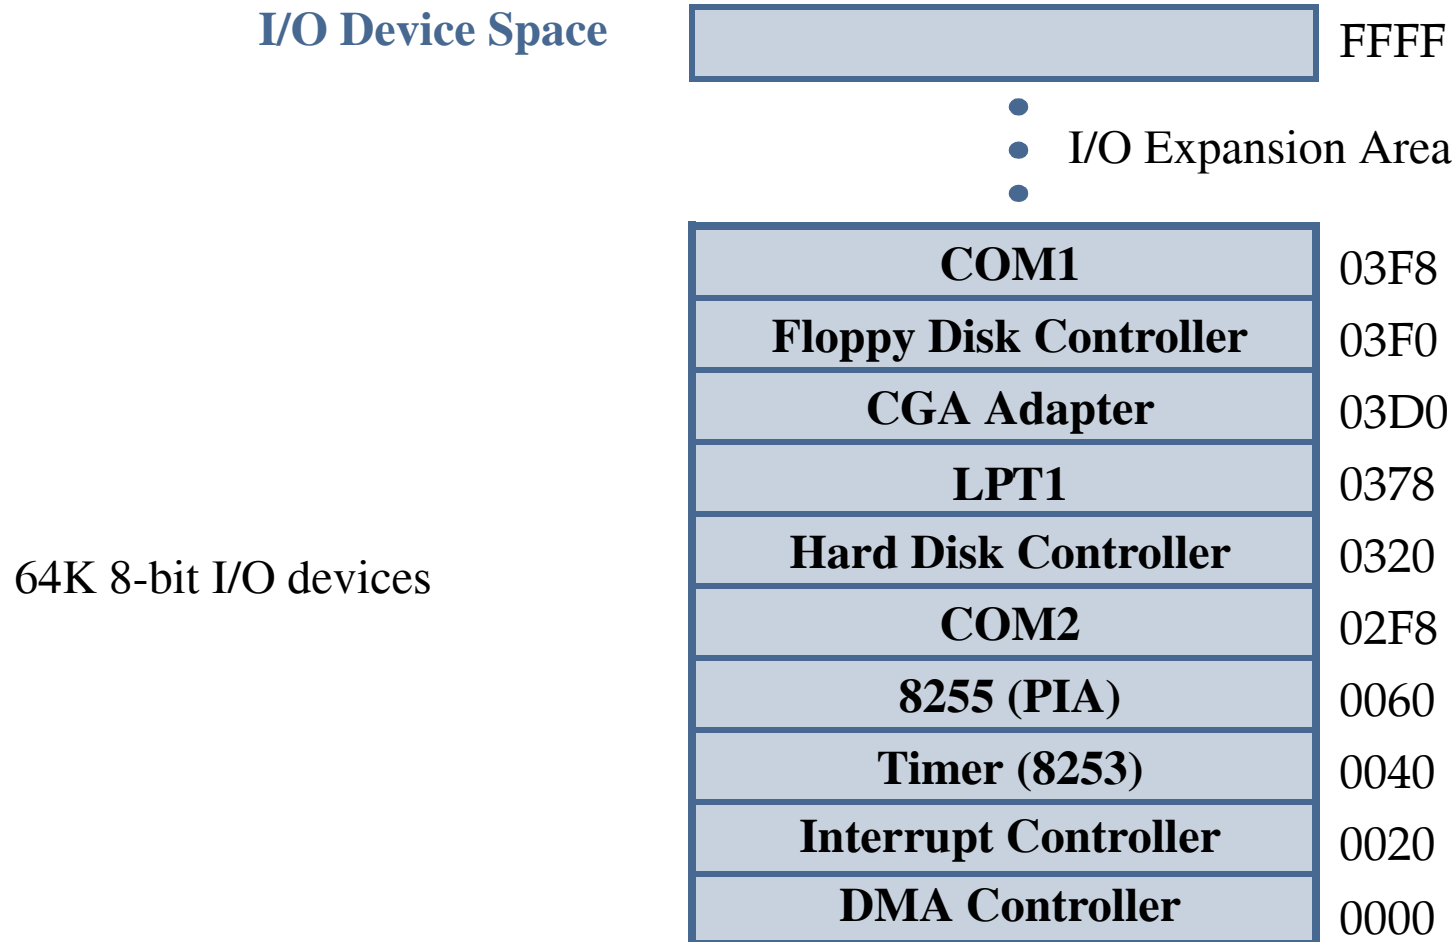 I/O Device Space
FFFF
I/O Expansion Area
COM1 03F8
Floppy Disk Controller 03F0
CGA Adapter 03D0
LPT1 0378
Hard Disk Controller 0320
64K 8-bit I/O devices
COM2 02F8
8255 (PIA) 0060
Timer (8253) 0040
Interrupt Controller 0020
DMA Controller 0000